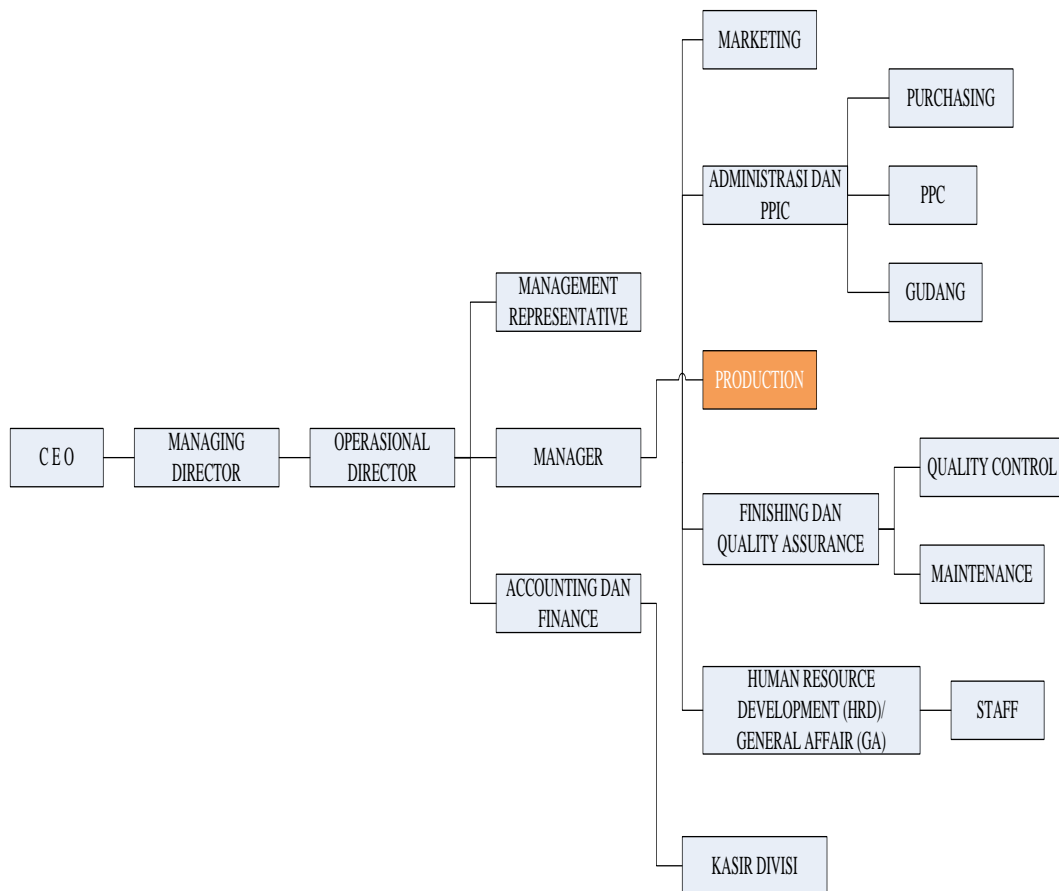 MARKETING
PURCHASING
ADMINISTRASI DAN
PPIC
PPC
GUDANG
MANAGEMENT
REPRESENTATIVE
PRODUCTION
C E O
MANAGING
DIRECTOR
OPERASIONAL
DIRECTOR
MANAGER
QUALITY CONTROL
FINISHING DAN
QUALITY ASSURANCE
MAINTENANCE
ACCOUNTING DAN
FINANCE
HUMAN RESOURCE
DEVELOPMENT (HRD)/
GENERAL AFFAIR (GA)
STAFF
KASIR DIVISI